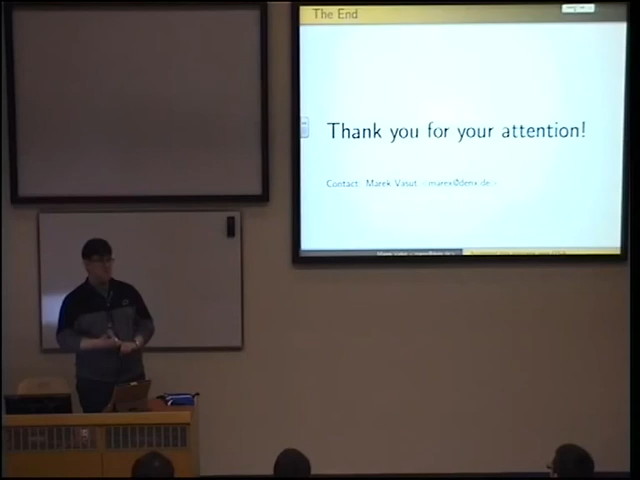 The End
Thank you for your attention!
Contact: Marek Vasut <marex@denx.de>